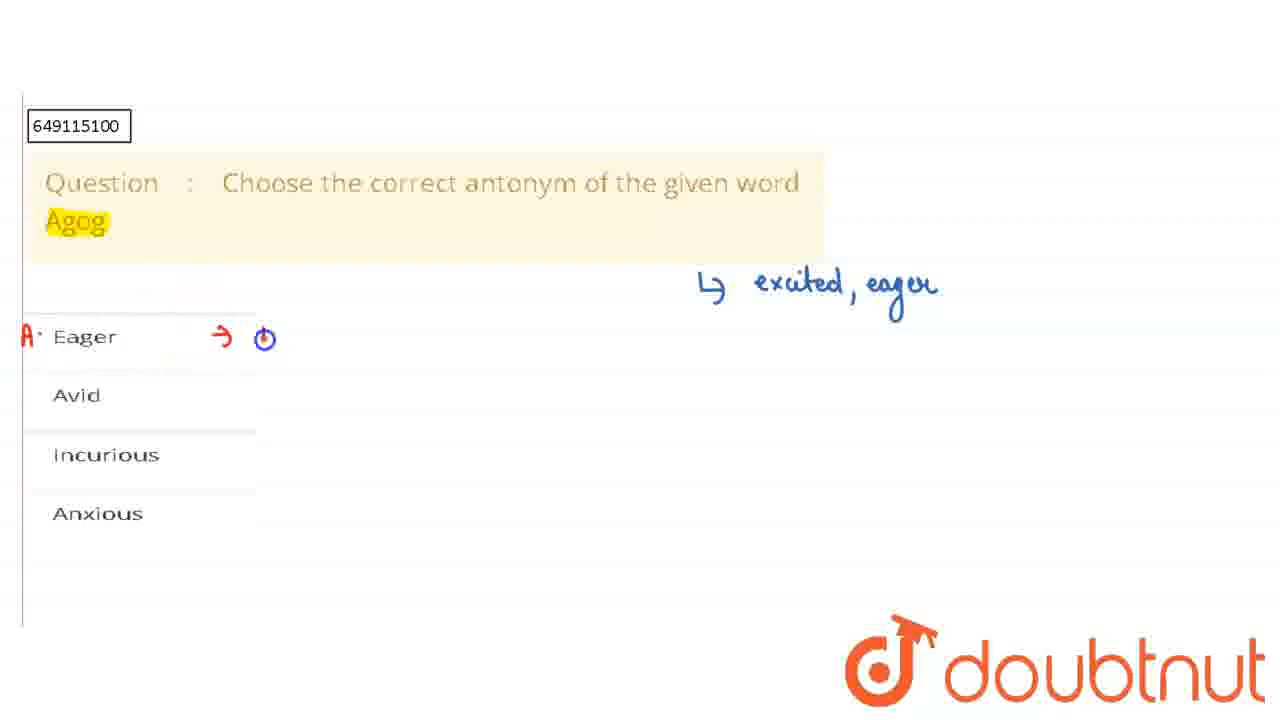 649115100
Question : Choose the correct antonym of the given word
Agog
↳ excited, eager
A. Eager →
Avid
Incurious
Anxious
doubtnut